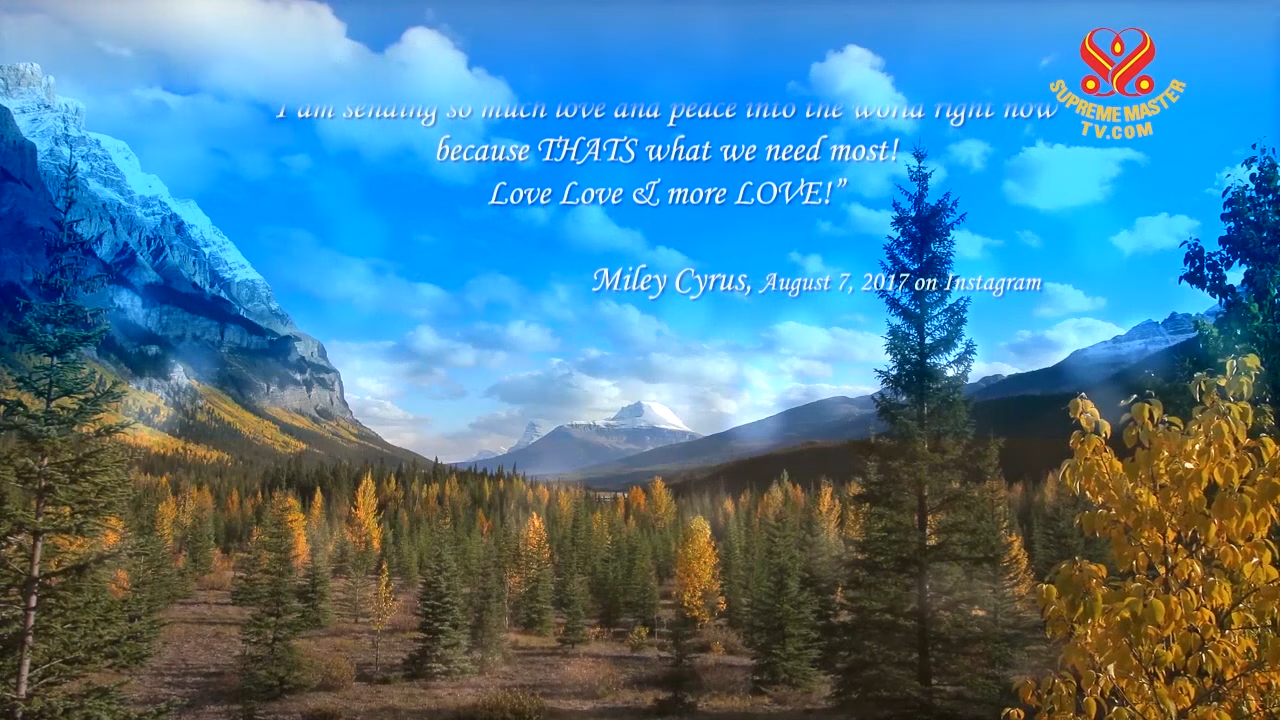 I am sending so much love and peace into the world right now
because THATS what we need most!
Love Love & more LOVE!”
Miley Cyrus, August 7, 2017 on Instagram
SUPREME MASTER
TV.COM